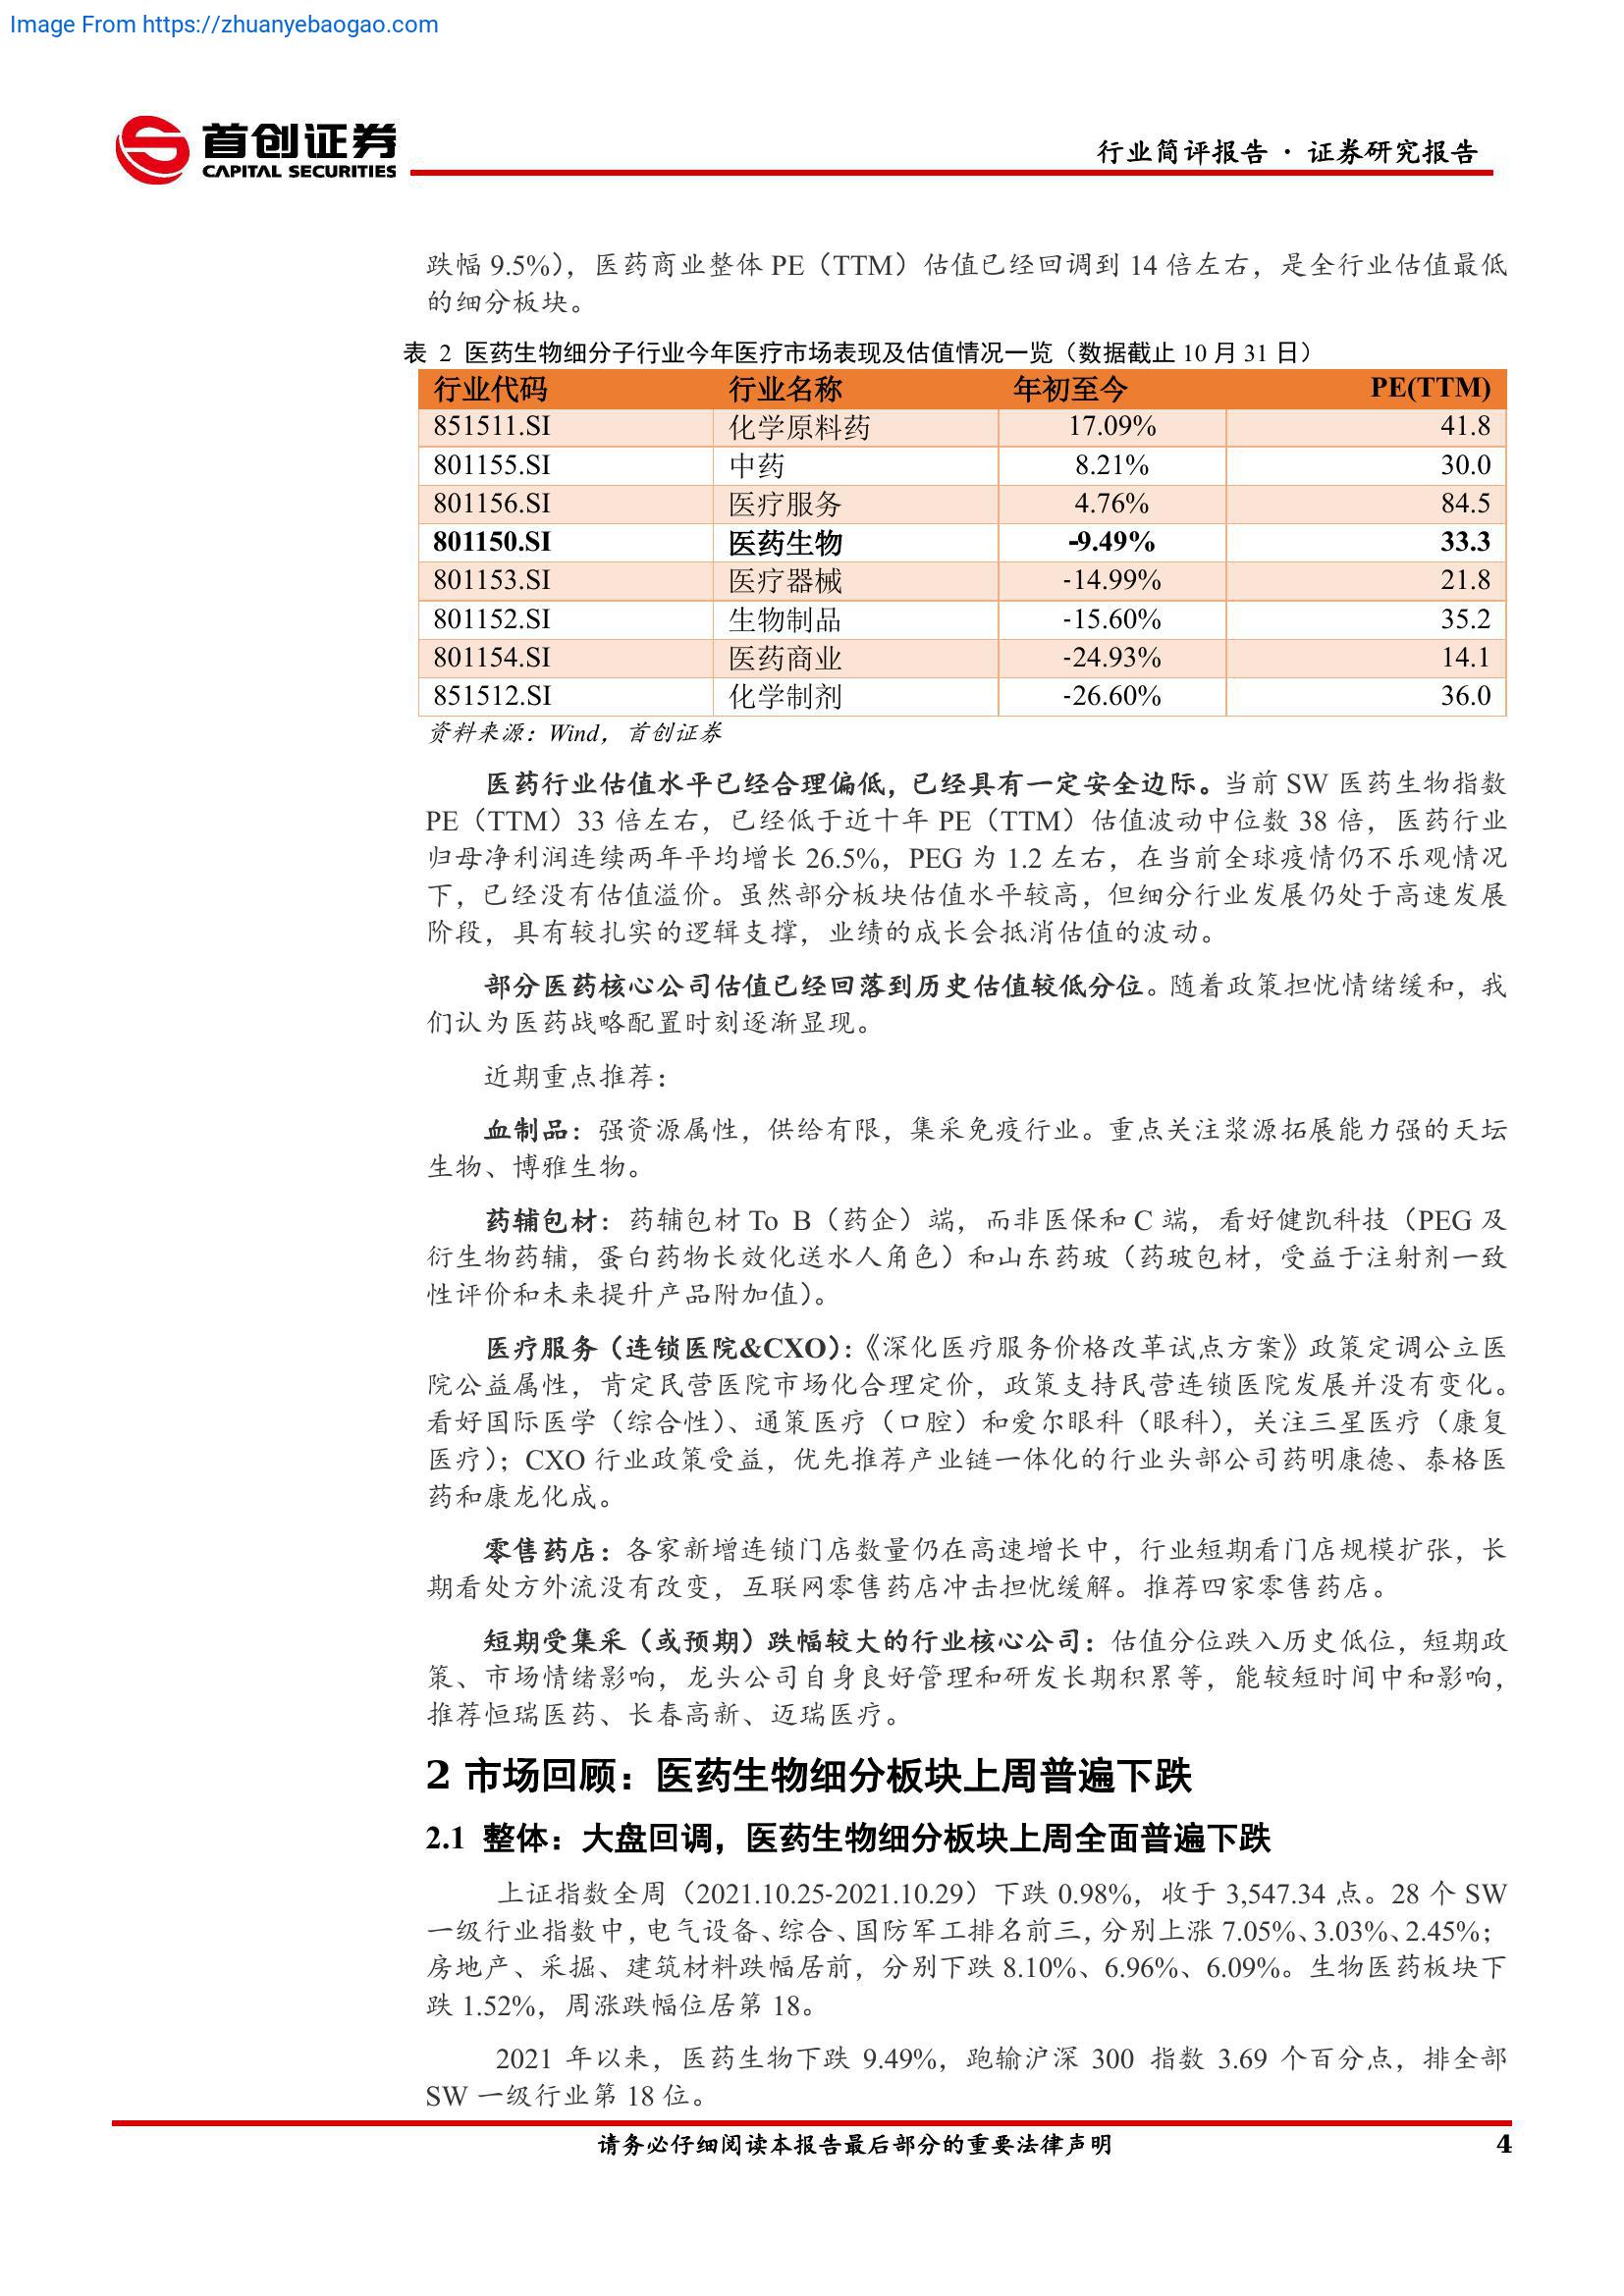 Image From https://zhuanyebaogao.com
首创证券
CAPITAL SECURITIES
行业简评报告 · 证券研究报告
跌幅 9.5%），医药商业整体 PE（TTM）估值已经回调到 14 倍左右，是全行业估值最低
的细分板块。
表 2 医药生物细分子行业今年医疗市场表现及估值情况一览（数据截止 10 月 31 日）
行业代码 行业名称 年初至今 PE(TTM)
851511.SI 化学原料药 17.09% 41.8
801155.SI 中药 8.21% 30.0
801156.SI 医疗服务 4.76% 84.5
801150.SI 医药生物 -9.49% 33.3
801153.SI 医疗器械 -14.99% 21.8
801152.SI 生物制品 -15.60% 35.2
801154.SI 医药商业 -24.93% 14.1
851512.SI 化学制剂 -26.60% 36.0
资料来源：Wind，首创证券
医药行业估值水平已经合理偏低，已经具有一定安全边际。当前 SW 医药生物指数
PE（TTM）33 倍左右，已经低于近十年 PE（TTM）估值波动中位数 38 倍，医药行业
归母净利润连续两年平均增长 26.5%，PEG 为 1.2 左右，在当前全球疫情仍不乐观情况
下，已经没有估值溢价。虽然部分板块估值水平较高，但细分行业发展仍处于高速发展
阶段，具有较扎实的逻辑支撑，业绩的成长会抵消估值的波动。
部分医药核心公司估值已经回落到历史估值较低分位。随着政策担忧情绪缓和，我
们认为医药战略配置时刻逐渐显现。
近期重点推荐：
血制品：强资源属性，供给有限，集采免疫行业。重点关注浆源拓展能力强的天坛
生物、博雅生物。
药辅包材：药辅包材 To B（药企）端，而非医保和 C 端，看好健凯科技（PEG 及
衍生物药辅，蛋白药物长效化送水人角色）和山东药玻（药玻包材，受益于注射剂一致
性评价和未来提升产品附加值）。
医疗服务（连锁医院&CXO）：《深化医疗服务价格改革试点方案》政策定调公立医
院公益属性，肯定民营医院市场化合理定价，政策支持民营连锁医院发展并没有变化。
看好国际医学（综合性）、通策医疗（口腔）和爱尔眼科（眼科），关注三星医疗（康复
医疗）；CXO 行业政策受益，优先推荐产业链一体化的行业头部公司药明康德、泰格医
药和康龙化成。
零售药店：各家新增连锁门店数量仍在高速增长中，行业短期看门店规模扩张，长
期看处方外流没有改变，互联网零售药店冲击担忧缓解。推荐四家零售药店。
短期受集采（或预期）跌幅较大的行业核心公司：估值分位跌入历史低位，短期政
策、市场情绪影响，龙头公司自身良好管理和研发长期积累等，能较短时间中和影响，
推荐恒瑞医药、长春高新、迈瑞医疗。
2 市场回顾：医药生物细分板块上周普遍下跌
2.1 整体：大盘回调，医药生物细分板块上周全面普遍下跌
上证指数全周（2021.10.25-2021.10.29）下跌 0.98%，收于 3,547.34 点。28 个 SW
一级行业指数中，电气设备、综合、国防军工排名前三，分别上涨 7.05%、3.03%、2.45%；
房地产、采掘、建筑材料跌幅居前，分别下跌 8.10%、6.96%、6.09%。生物医药板块下
跌 1.52%，周涨跌幅位居第 18。
2021 年以来，医药生物下跌 9.49%，跑输沪深 300 指数 3.69 个百分点，排全部
SW 一级行业第 18 位。
请务必仔细阅读本报告最后部分的重要法律声明 4